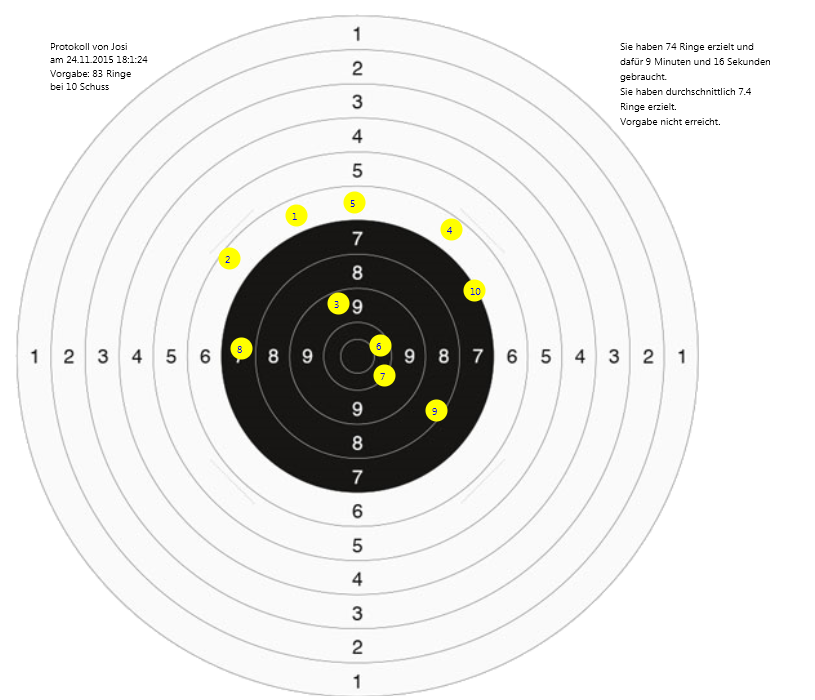 Protokoll von Josi
am 24.11.2015 18:1:24
Vorgabe: 83 Ringe
bei 10 Schuss
Sie haben 74 Ringe erzielt und
dafür 9 Minuten und 16 Sekunden
gebraucht.
Sie haben durchschnittlich 7.4
Ringe erzielt.
Vorgabe nicht erreicht.
1
2
3
4
5
5
1
4
2
7
8
10
3 9
6
8
7
1 2 3 4 5 6 7 8 9 9 8 7 6 5 4 3 2 1
9
9
8
7
6
5
4
3
2
1